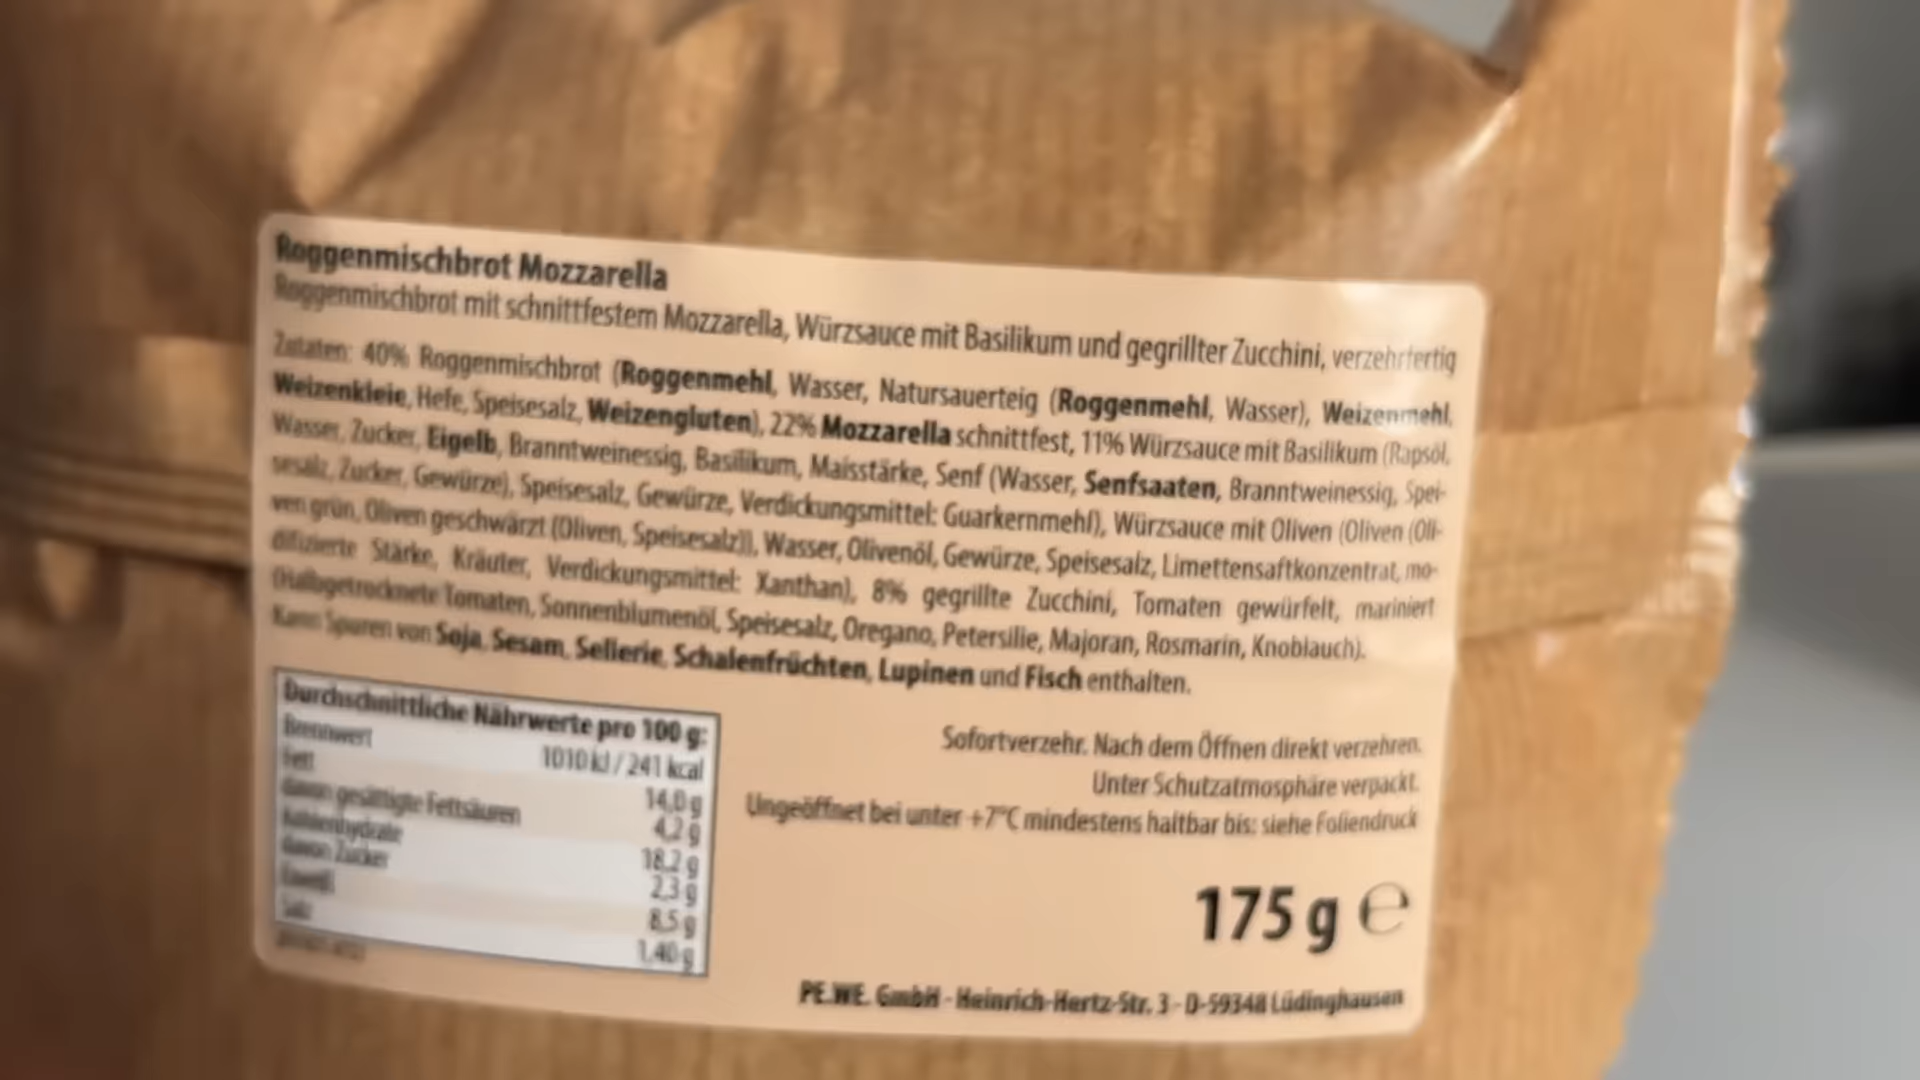 Roggenmischbrot Mozzarella
Roggenmischbrot mit schnittfestem Mozzarella, Würzsauce mit Basilikum und gegrillter Zucchini, verzehrfertig
Zutaten: 40% Roggenmischbrot (Roggenmehl, Wasser, Natursauerteig (Roggenmehl, Wasser), Weizenmehl,
Weizenkleie, Hefe, Speisesalz, Weizengluten), 22% Mozzarella schnittfest, 11% Würzsauce mit Basilikum (Rapsöl,
Wasser, Zucker, Eigelb, Branntweinessig, Basilikum, Maisstärke, Senf (Wasser, Senfsaaten, Branntweinessig, Spei-
sesalz, Zucker, Gewürze), Speisesalz, Gewürze, Verdickungsmittel: Guarkernmehl), Würzsauce mit Oliven (Oliven (Oli-
ven grün, Oliven geschwärzt (Oliven, Speisesalz)), Wasser, Olivenöl, Gewürze, Speisesalz, Limettensaftkonzentrat, mo-
difizierte Stärke, Kräuter, Verdickungsmittel: Xanthan), 8% gegrillte Zucchini, Tomaten gewürfelt, mariniert
(Halbgetrocknete Tomaten, Sonnenblumenöl, Speisesalz, Oregano, Petersilie, Majoran, Rosmarin, Knoblauch).
Kann Spuren von Soja, Sesam, Sellerie, Schalenfrüchten, Lupinen und Fisch enthalten.
Durchschnittliche Nährwerte pro 100 g:
Brennwert 1010 kJ / 241 kcal
Fett 14,0 g
davon gesättigte Fettsäuren 4,2 g
Kohlenhydrate 18,2 g
davon Zucker 2,3 g
Eiweiß 8,5 g
Salz 1,40 g
Sofortverzehr. Nach dem Öffnen direkt verzehren.
Unter Schutzatmosphäre verpackt.
Ungeöffnet bei unter +7°C mindestens haltbar bis: siehe Foliendruck
175 g ℮
PE.WE. GmbH - Heinrich-Hertz-Str. 3 - D-59348 Lüdinghausen